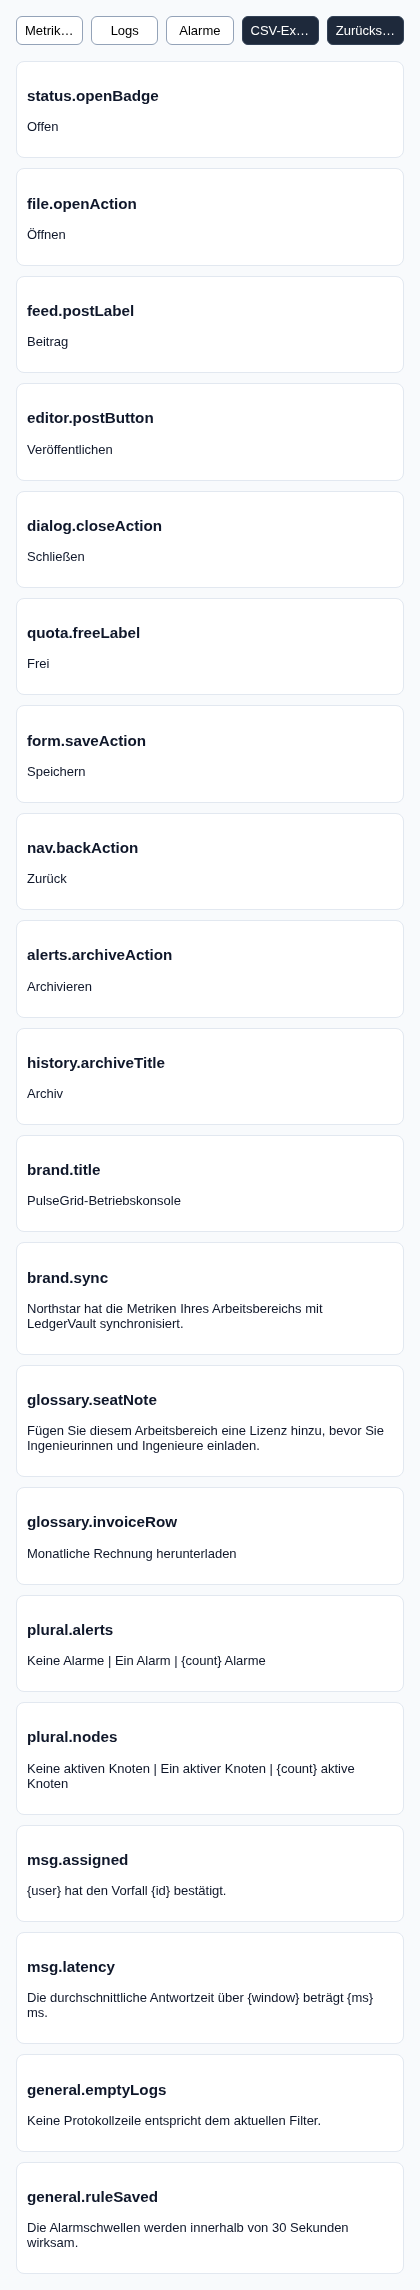 Metrik… Logs Alarme CSV-Ex… Zurücks…
status.openBadge
Offen
file.openAction
Öffnen
feed.postLabel
Beitrag
editor.postButton
Veröffentlichen
dialog.closeAction
Schließen
quota.freeLabel
Frei
form.saveAction
Speichern
nav.backAction
Zurück
alerts.archiveAction
Archivieren
history.archiveTitle
Archiv
brand.title
PulseGrid-Betriebskonsole
brand.sync
Northstar hat die Metriken Ihres Arbeitsbereichs mit
LedgerVault synchronisiert.
glossary.seatNote
Fügen Sie diesem Arbeitsbereich eine Lizenz hinzu, bevor Sie
Ingenieurinnen und Ingenieure einladen.
glossary.invoiceRow
Monatliche Rechnung herunterladen
plural.alerts
Keine Alarme | Ein Alarm | {count} Alarme
plural.nodes
Keine aktiven Knoten | Ein aktiver Knoten | {count} aktive
Knoten
msg.assigned
{user} hat den Vorfall {id} bestätigt.
msg.latency
Die durchschnittliche Antwortzeit über {window} beträgt {ms}
ms.
general.emptyLogs
Keine Protokollzeile entspricht dem aktuellen Filter.
general.ruleSaved
Die Alarmschwellen werden innerhalb von 30 Sekunden
wirksam.